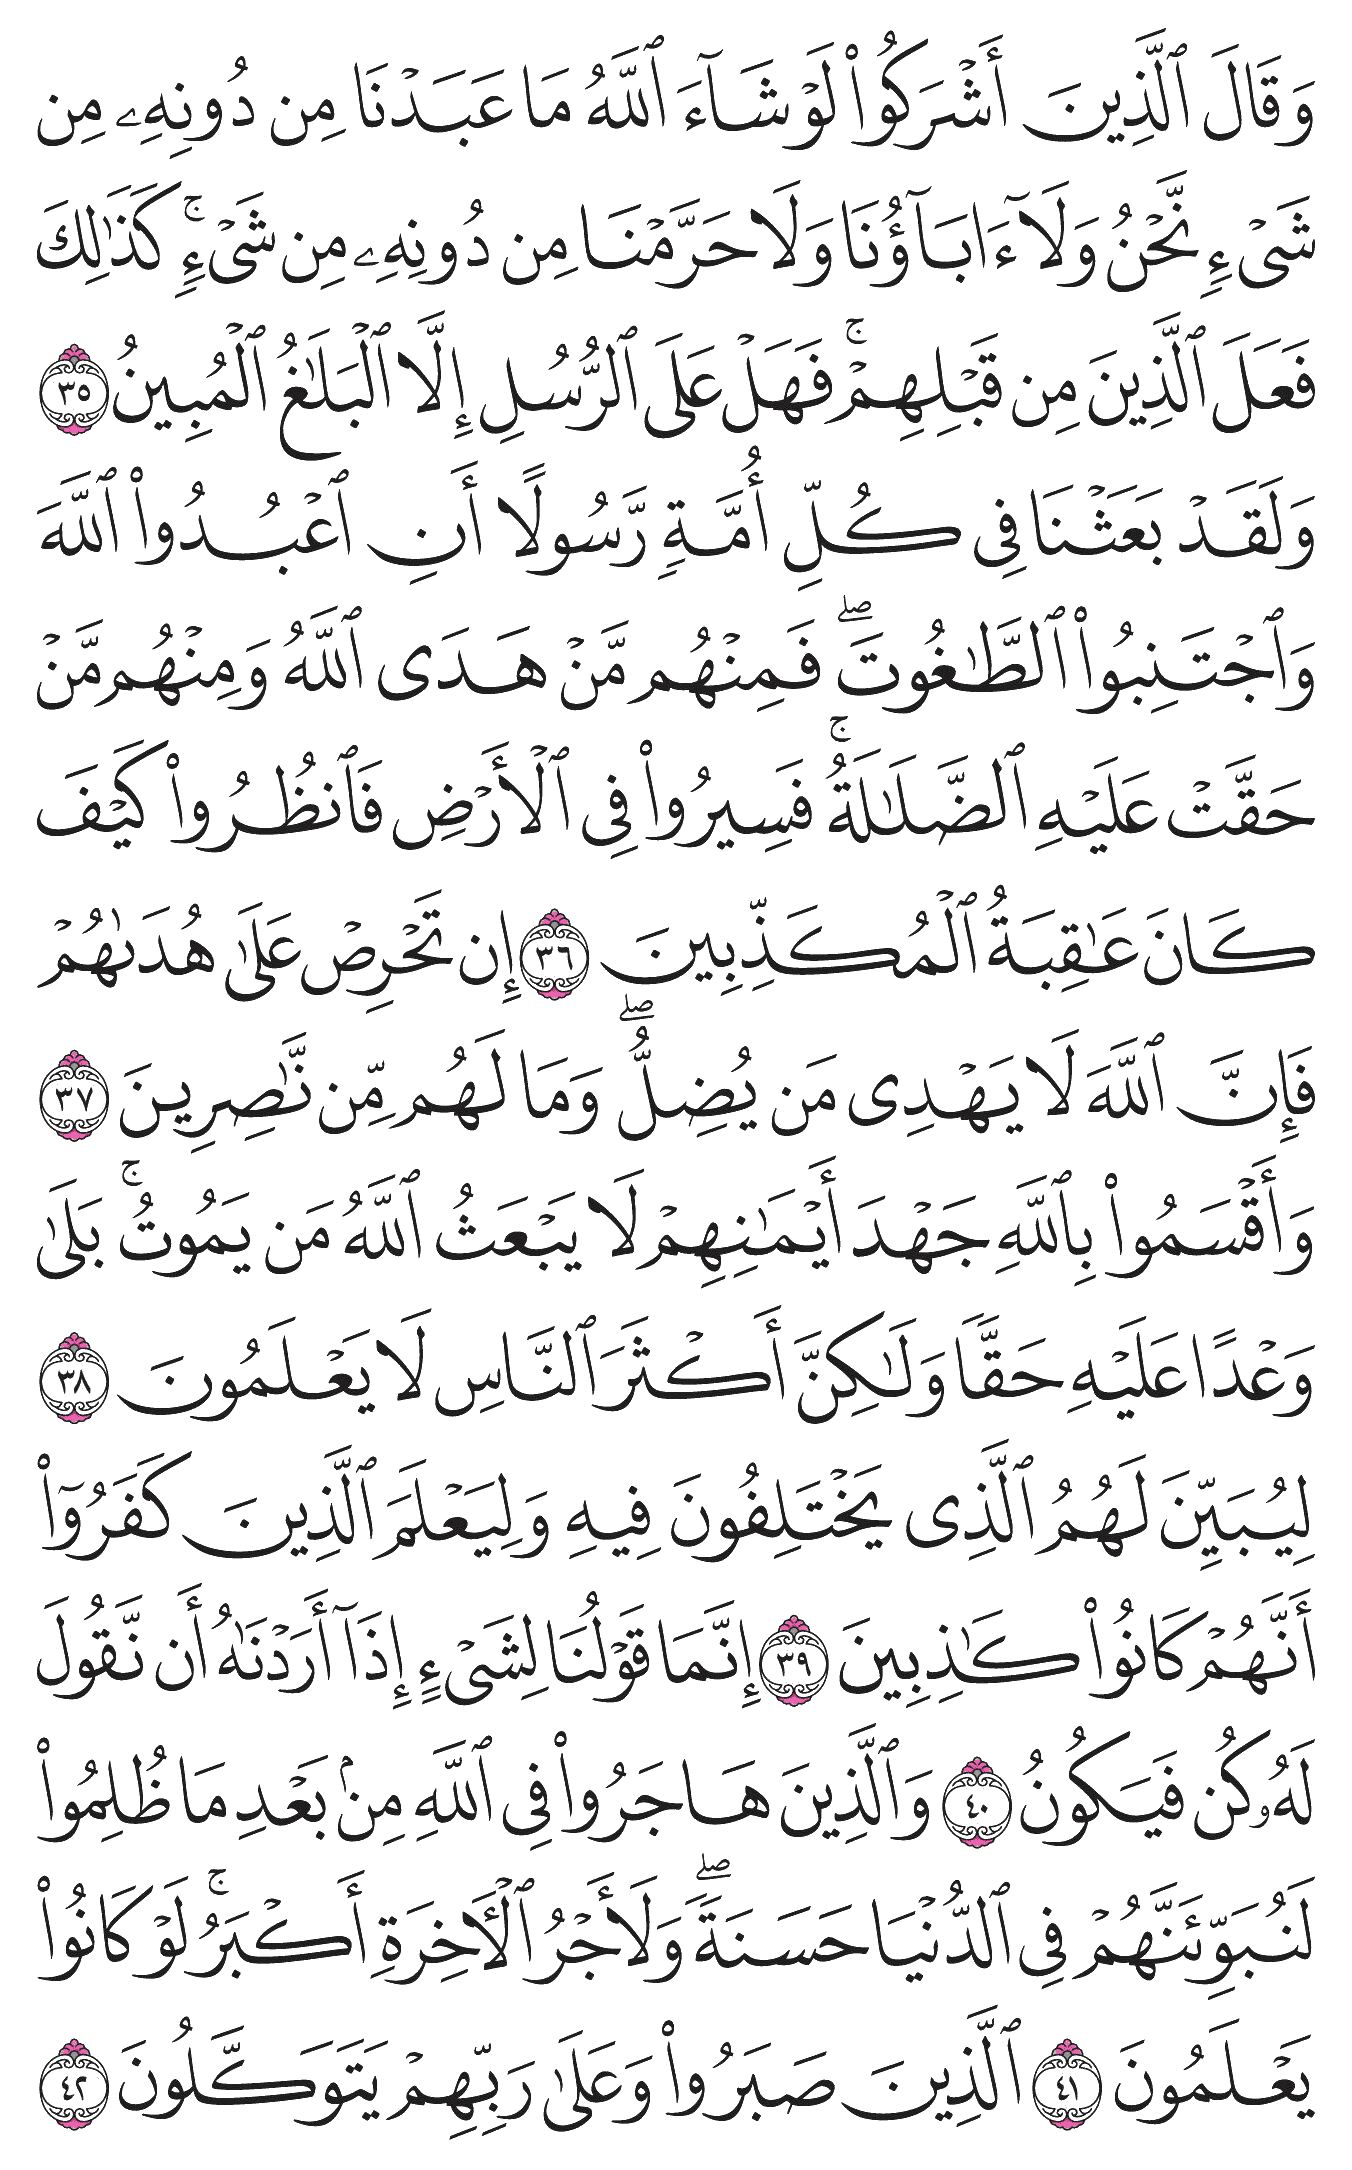 وَقَالَ ٱلَّذِينَ أَشْرَكُوا۟ لَوْ شَآءَ ٱللَّهُ مَا عَبَدْنَا مِن دُونِهِۦ مِن
شَىْءٍ نَّحْنُ وَلَآ ءَابَآؤُنَا وَلَا حَرَّمْنَا مِن دُونِهِۦ مِن شَىْءٍ ۚ كَذَٰلِكَ
فَعَلَ ٱلَّذِينَ مِن قَبْلِهِمْ ۚ فَهَلْ عَلَى ٱلرُّسُلِ إِلَّا ٱلْبَلَٰغُ ٱلْمُبِينُ ٣٥
وَلَقَدْ بَعَثْنَا فِى كُلِّ أُمَّةٍ رَّسُولًا أَنِ ٱعْبُدُوا۟ ٱللَّهَ
وَٱجْتَنِبُوا۟ ٱلطَّٰغُوتَ ۖ فَمِنْهُم مَّنْ هَدَى ٱللَّهُ وَمِنْهُم مَّنْ
حَقَّتْ عَلَيْهِ ٱلضَّلَٰلَةُ ۚ فَسِيرُوا۟ فِى ٱلْأَرْضِ فَٱنظُرُوا۟ كَيْفَ
كَانَ عَٰقِبَةُ ٱلْمُكَذِّبِينَ ٣٦ إِن تَحْرِصْ عَلَىٰ هُدَىٰهُمْ
فَإِنَّ ٱللَّهَ لَا يَهْدِى مَن يُضِلُّ ۖ وَمَا لَهُم مِّن نَّٰصِرِينَ ٣٧
وَأَقْسَمُوا۟ بِٱللَّهِ جَهْدَ أَيْمَٰنِهِمْ لَا يَبْعَثُ ٱللَّهُ مَن يَمُوتُ ۚ بَلَىٰ
وَعْدًا عَلَيْهِ حَقًّا وَلَٰكِنَّ أَكْثَرَ ٱلنَّاسِ لَا يَعْلَمُونَ ٣٨
لِيُبَيِّنَ لَهُمُ ٱلَّذِى يَخْتَلِفُونَ فِيهِ وَلِيَعْلَمَ ٱلَّذِينَ كَفَرُوٓا۟
أَنَّهُمْ كَانُوا۟ كَٰذِبِينَ ٣٩ إِنَّمَا قَوْلُنَا لِشَىْءٍ إِذَآ أَرَدْنَٰهُ أَن نَّقُولَ
لَهُۥ كُن فَيَكُونُ ٤٠ وَٱلَّذِينَ هَاجَرُوا۟ فِى ٱللَّهِ مِنۢ بَعْدِ مَا ظُلِمُوا۟
لَنُبَوِّئَنَّهُمْ فِى ٱلدُّنْيَا حَسَنَةً ۖ وَلَأَجْرُ ٱلْـَٔاخِرَةِ أَكْبَرُ ۚ لَوْ كَانُوا۟
يَعْلَمُونَ ٤١ ٱلَّذِينَ صَبَرُوا۟ وَعَلَىٰ رَبِّهِمْ يَتَوَكَّلُونَ ٤٢